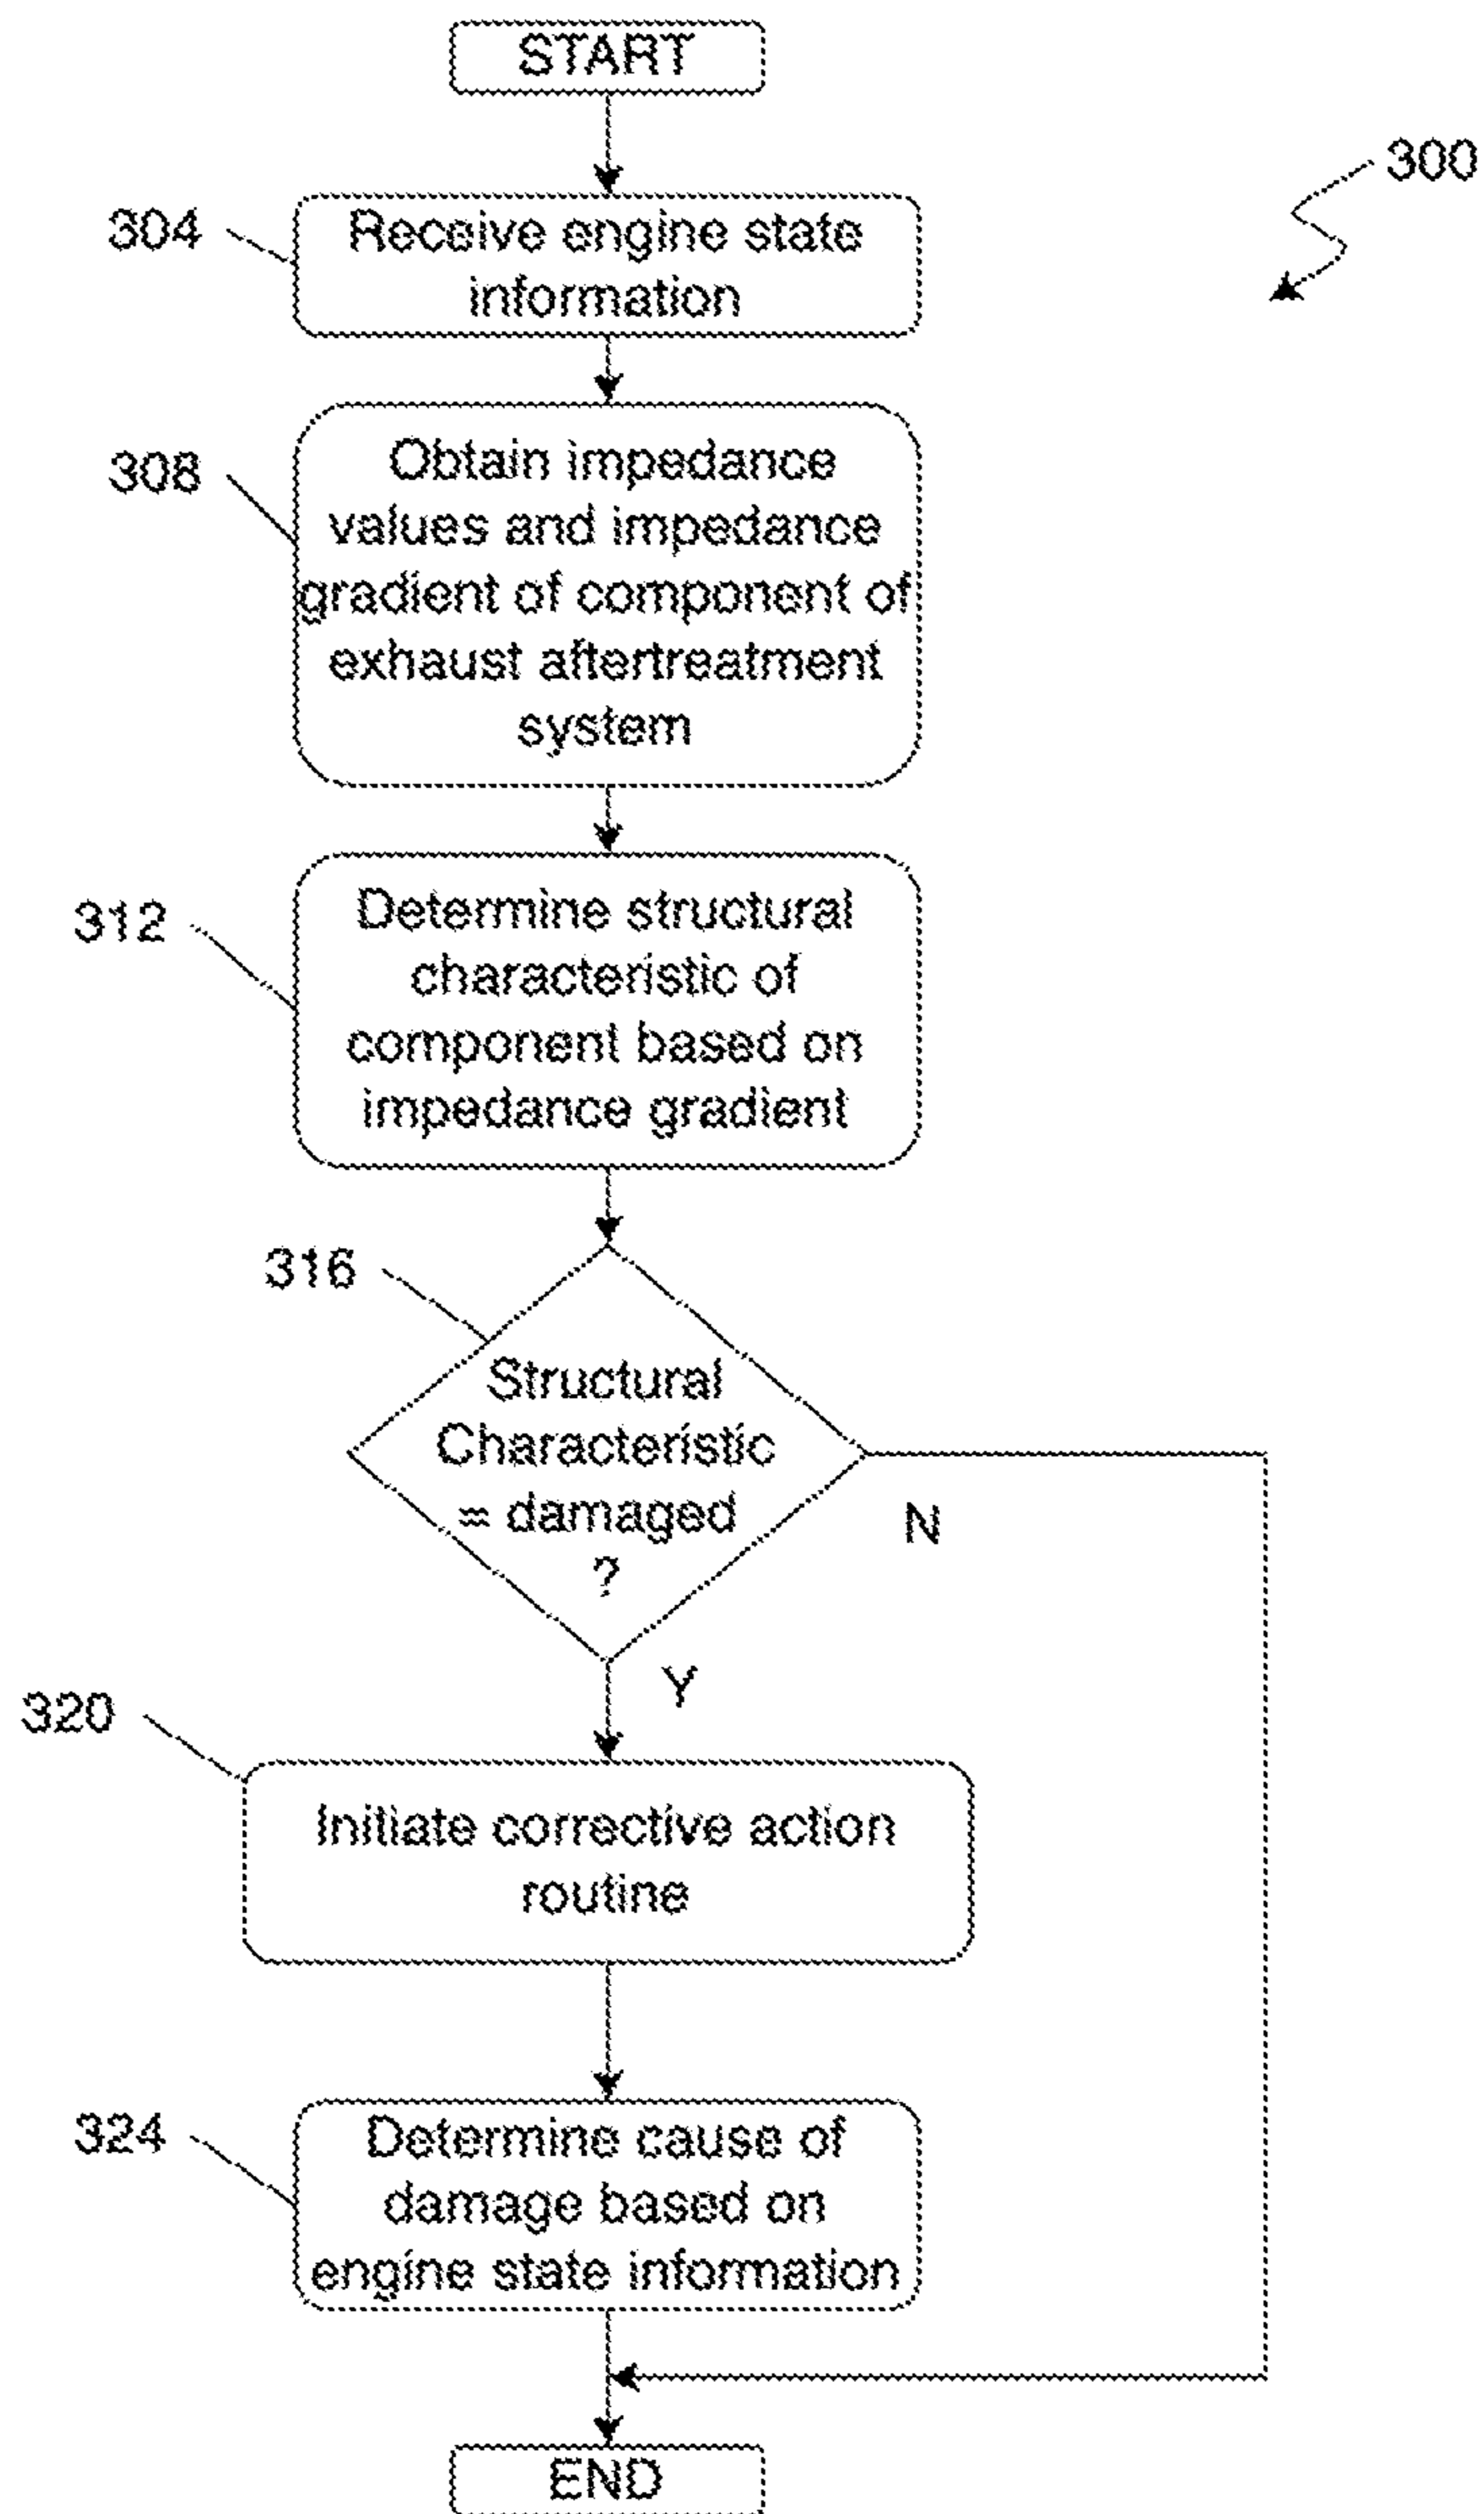 START
300
304
Receive engine state
information
308
Obtain impedance
values and impedance
gradient of component of
exhaust aftertreatment
system
312
Determine structural
characteristic of
component based on
impedance gradient
316
Structural
Characteristic
= damaged
?
N
Y
320
Initiate corrective action
routine
324
Determine cause of
damage based on
engine state information
END